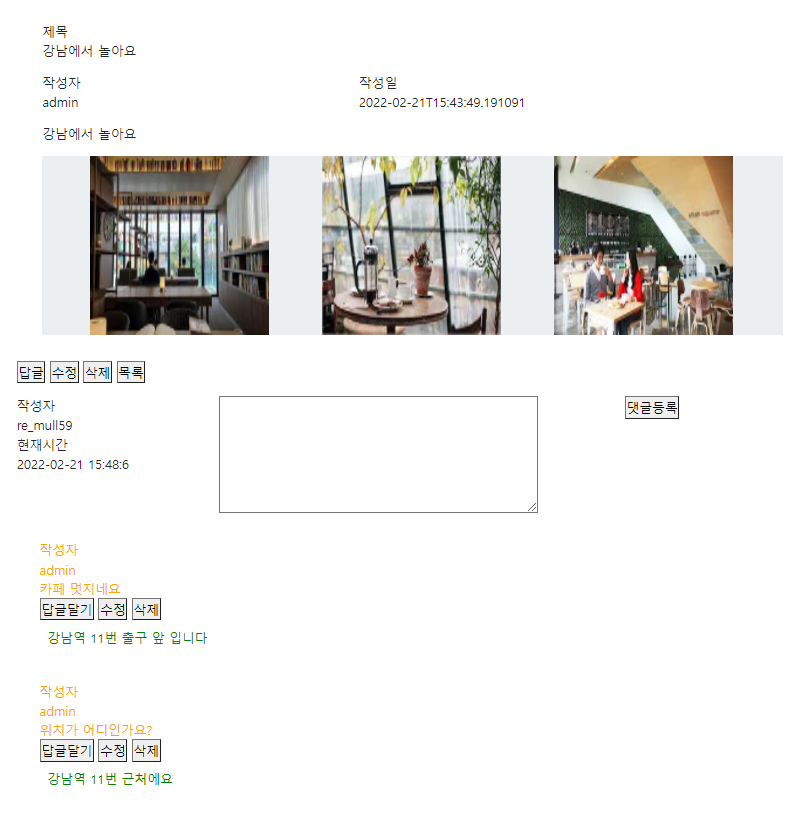 제목
강남에서 놀아요
작성자 작성일
admin 2022-02-21T15:43:49.191091
강남에서 놀아요
답글 수정 삭제 목록
작성자 댓글등록
re_mull59
현재시간
2022-02-21 15:48:6
작성자
admin
카페 멋지네요
답글달기 수정 삭제
강남역 11번 출구 앞 입니다
작성자
admin
위치가 어디인가요?
답글달기 수정 삭제
강남역 11번 근처에요